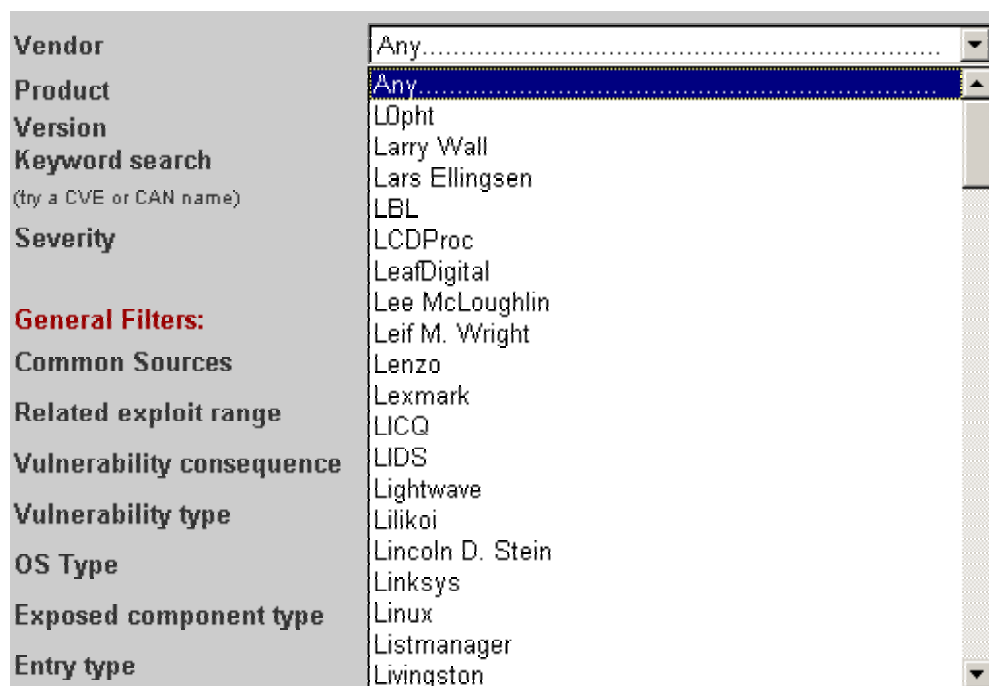 Vendor
Any.................................................................
Product
Version
Keyword search
(try a CVE or CAN name)
Severity
General Filters:
Common Sources
Related exploit range
Vulnerability consequence
Vulnerability type
OS Type
Exposed component type
Entry type
Any.................................................................
L0pht
Larry Wall
Lars Ellingsen
LBL
LCDProc
LeafDigital
Lee McLoughlin
Leif M. Wright
Lenzo
Lexmark
LICQ
LIDS
Lightwave
Lilikoi
Lincoln D. Stein
Linksys
Linux
Listmanager
Livingston